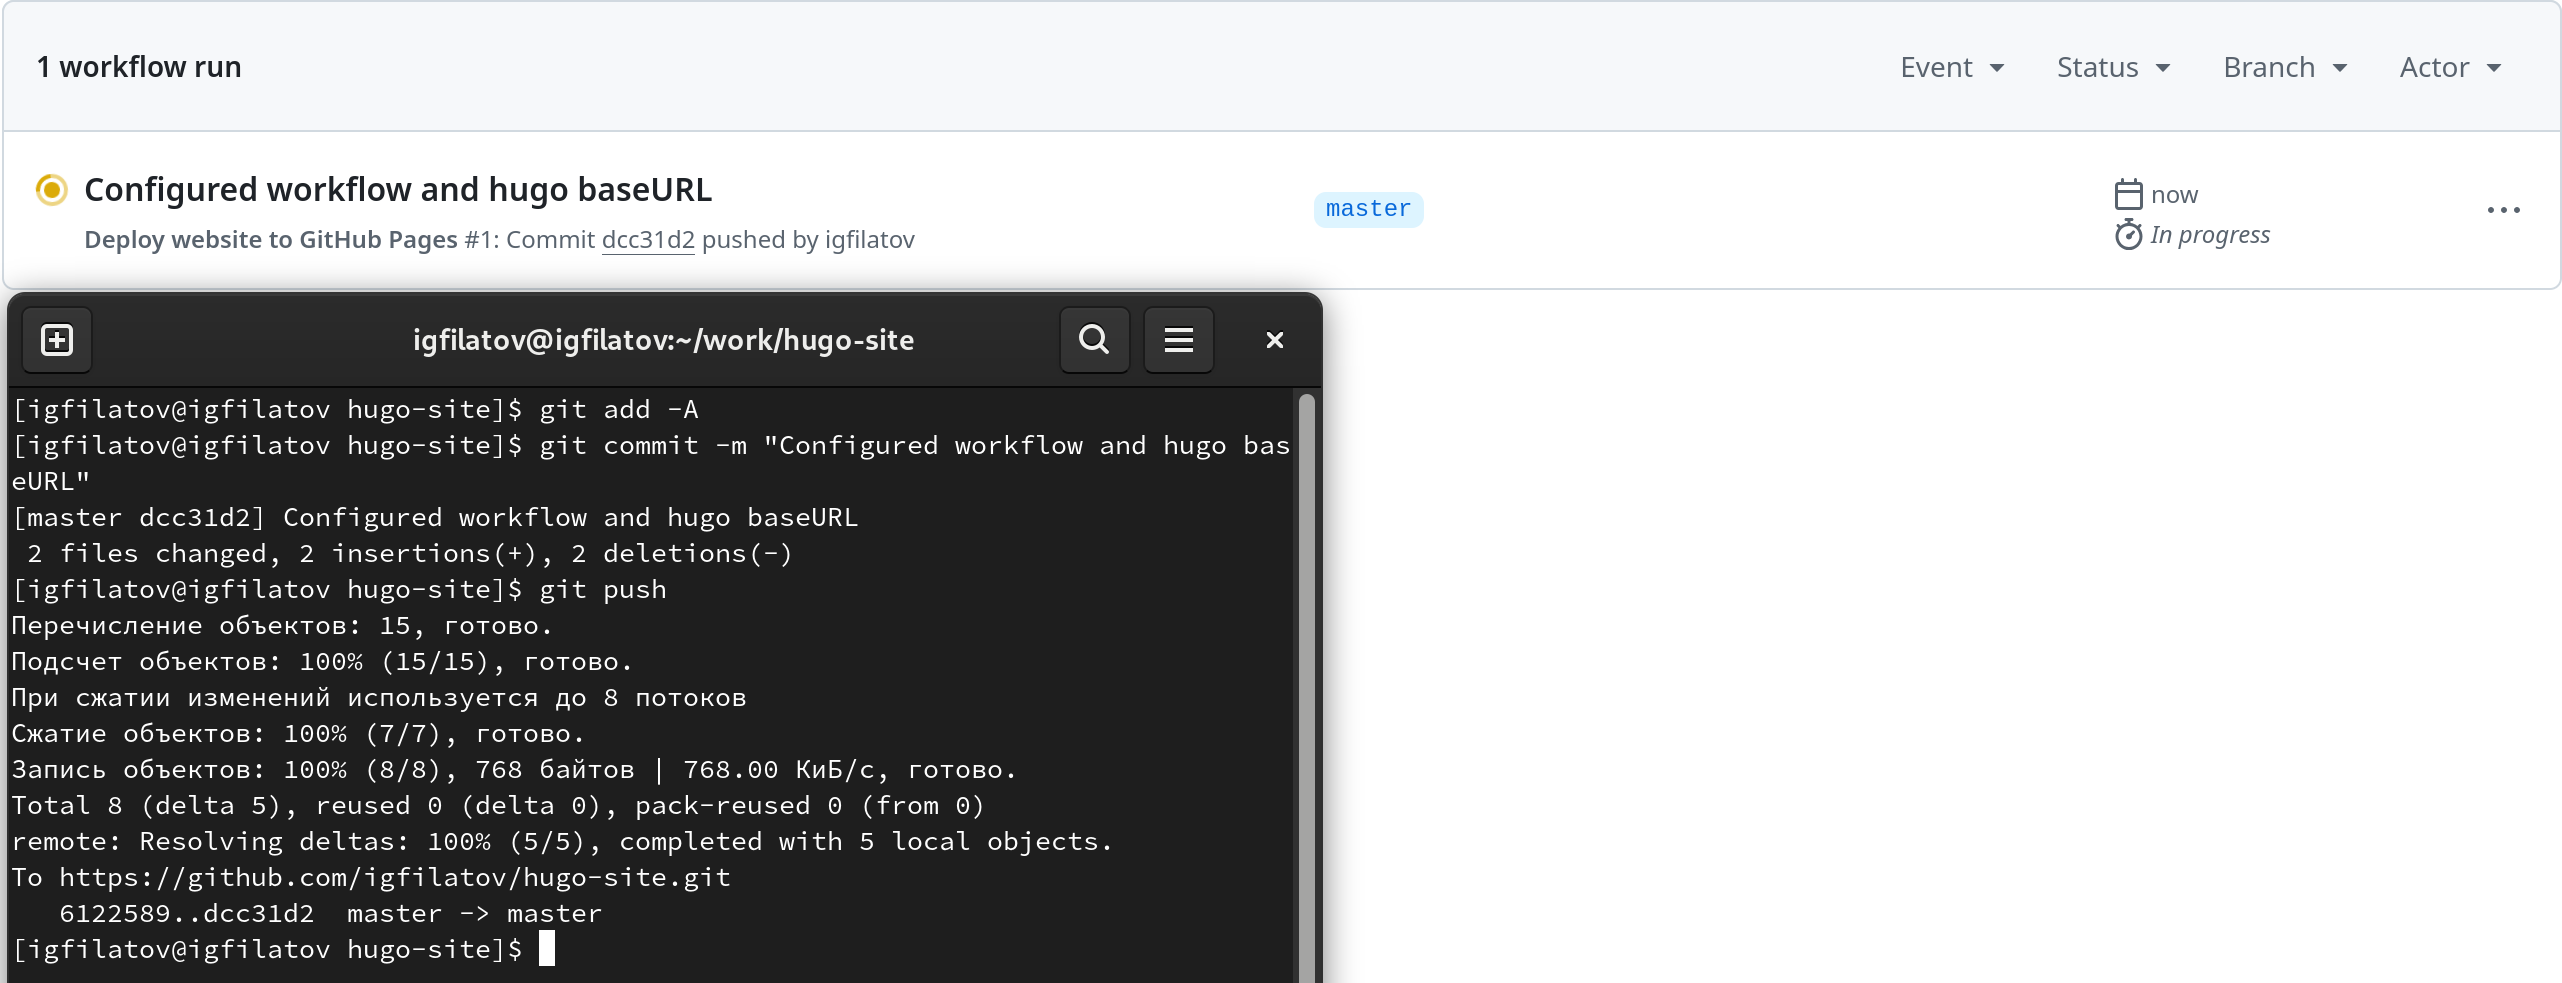 1 workflow run
Event Status Branch Actor
Configured workflow and hugo baseURL
Deploy website to GitHub Pages #1: Commit dcc31d2 pushed by igfilatov
master
now
In progress
igfilatov@igfilatov:~/work/hugo-site
[igfilatov@igfilatov hugo-site]$ git add -A
[igfilatov@igfilatov hugo-site]$ git commit -m "Configured workflow and hugo bas
eURL"
[master dcc31d2] Configured workflow and hugo baseURL
 2 files changed, 2 insertions(+), 2 deletions(-)
[igfilatov@igfilatov hugo-site]$ git push
Перечисление объектов: 15, готово.
Подсчет объектов: 100% (15/15), готово.
При сжатии изменений используется до 8 потоков
Сжатие объектов: 100% (7/7), готово.
Запись объектов: 100% (8/8), 768 байтов | 768.00 КиБ/с, готово.
Total 8 (delta 5), reused 0 (delta 0), pack-reused 0 (from 0)
remote: Resolving deltas: 100% (5/5), completed with 5 local objects.
To https://github.com/igfilatov/hugo-site.git
   6122589..dcc31d2  master -> master
[igfilatov@igfilatov hugo-site]$